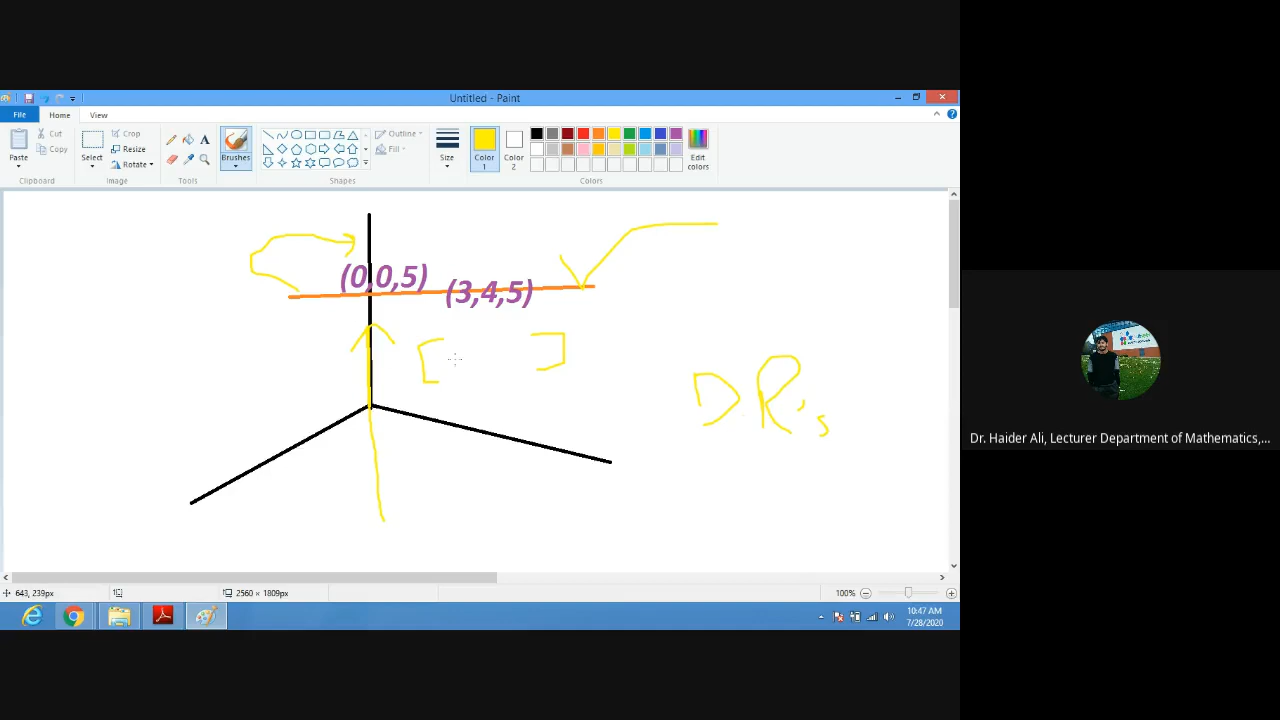 Untitled - Paint
File Home View
Paste
Cut
Copy
Clipboard
Select
Crop
Resize
Rotate
Image
Tools
Brushes
Outline
Fill
Shapes
Size
Color 1
Color 2
Edit colors
Colors
(0,0,5)
(3,4,5)
[ ]
DR's
Dr. Haider Ali, Lecturer Department of Mathematics,...
643, 239px
2560 × 1809px
100%
10:47 AM
7/28/2020